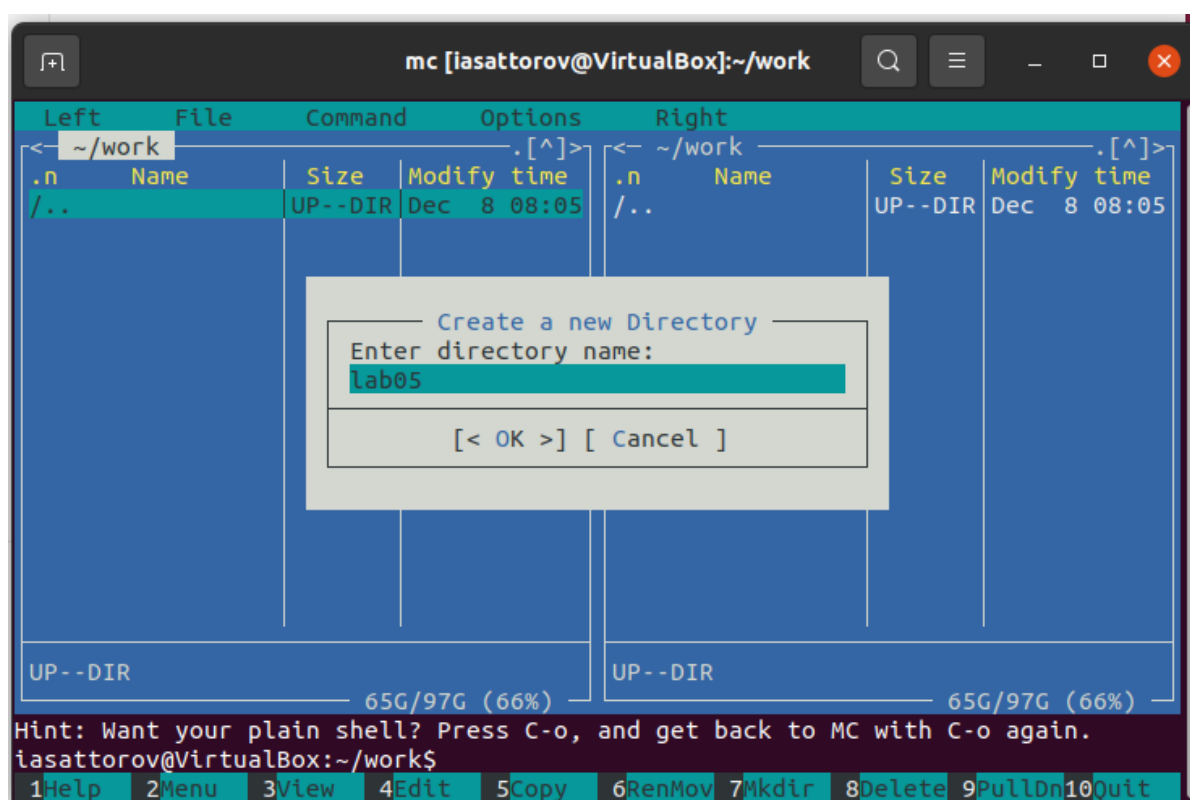 mc [iasattorov@VirtualBox]:~/work
Left File Command Options Right
<─ ~/work ─.[^]>
<─ ~/work ─.[^]>
.n Name Size Modify time
.n Name Size Modify time
/.. UP--DIR Dec 8 08:05
/.. UP--DIR Dec 8 08:05
Create a new Directory
Enter directory name:
lab05
[< OK >] [ Cancel ]
UP--DIR
UP--DIR
65G/97G (66%)
65G/97G (66%)
Hint: Want your plain shell? Press C-o, and get back to MC with C-o again.
iasattorov@VirtualBox:~/work$
1Help 2Menu 3View 4Edit 5Copy 6RenMov 7Mkdir 8Delete 9PullDn 10Quit